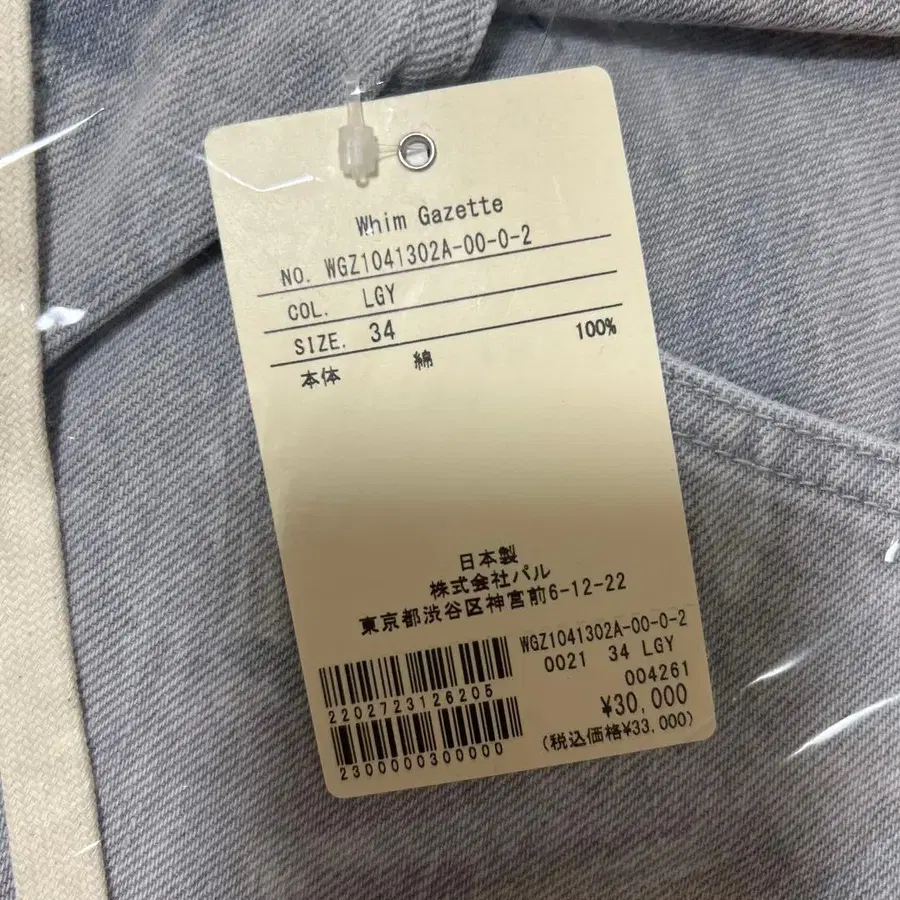 Whim Gazette
NO. WGZ1041302A-00-0-2
COL. LGY
SIZE. 34
本体 綿 100%
日本製
株式会社パル
東京都渋谷区神宮前6-12-22
WGZ1041302A-00-0-2
0021 34 LGY
004261
2202723126205
¥30,000
(税込価格¥33,000)
2300000300000